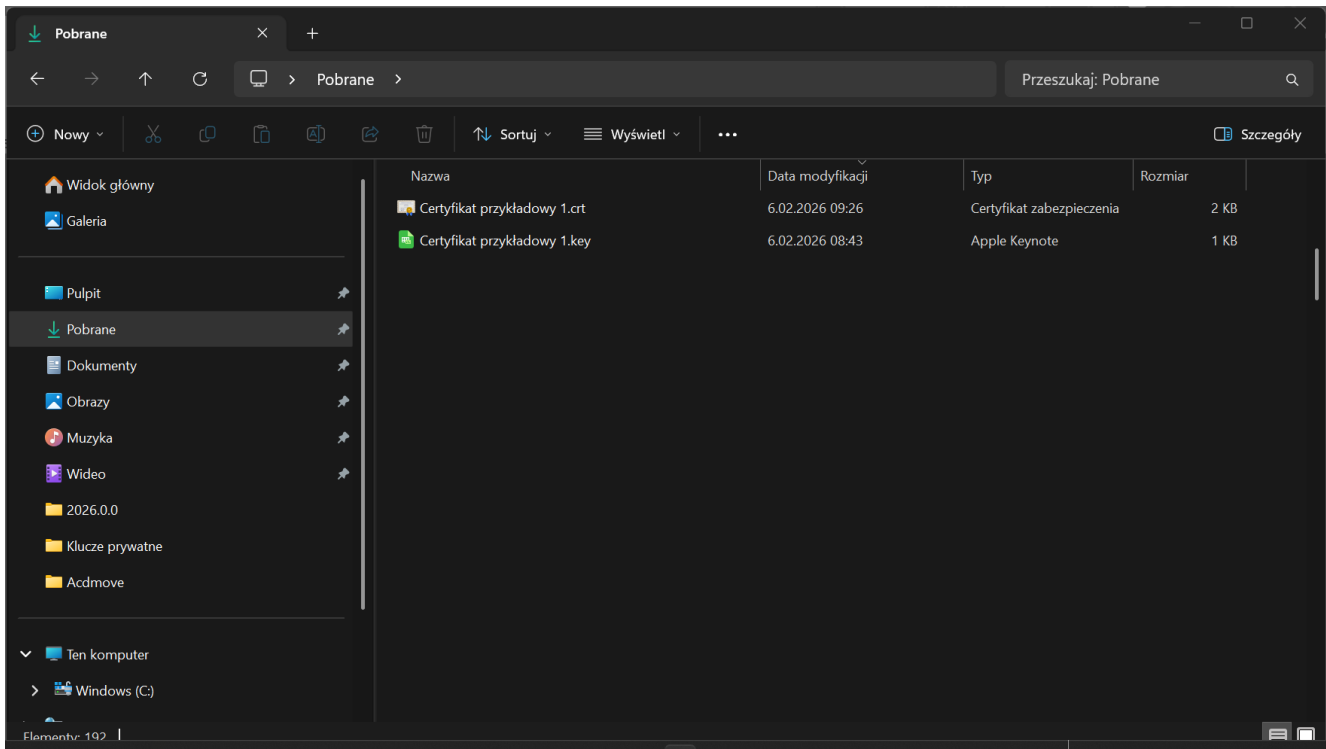 Pobrane
Pobrane
Przeszukaj: Pobrane
Nowy
Sortuj
Wyświetl
Szczegóły
Widok główny
Galeria
Pulpit
Pobrane
Dokumenty
Obrazy
Muzyka
Wideo
2026.0.0
Klucze prywatne
Acdmove
Ten komputer
Windows (C:)
Nazwa Data modyfikacji Typ Rozmiar
Certyfikat przykładowy 1.crt 6.02.2026 09:26 Certyfikat zabezpieczenia 2 KB
Certyfikat przykładowy 1.key 6.02.2026 08:43 Apple Keynote 1 KB
Elementy: 192